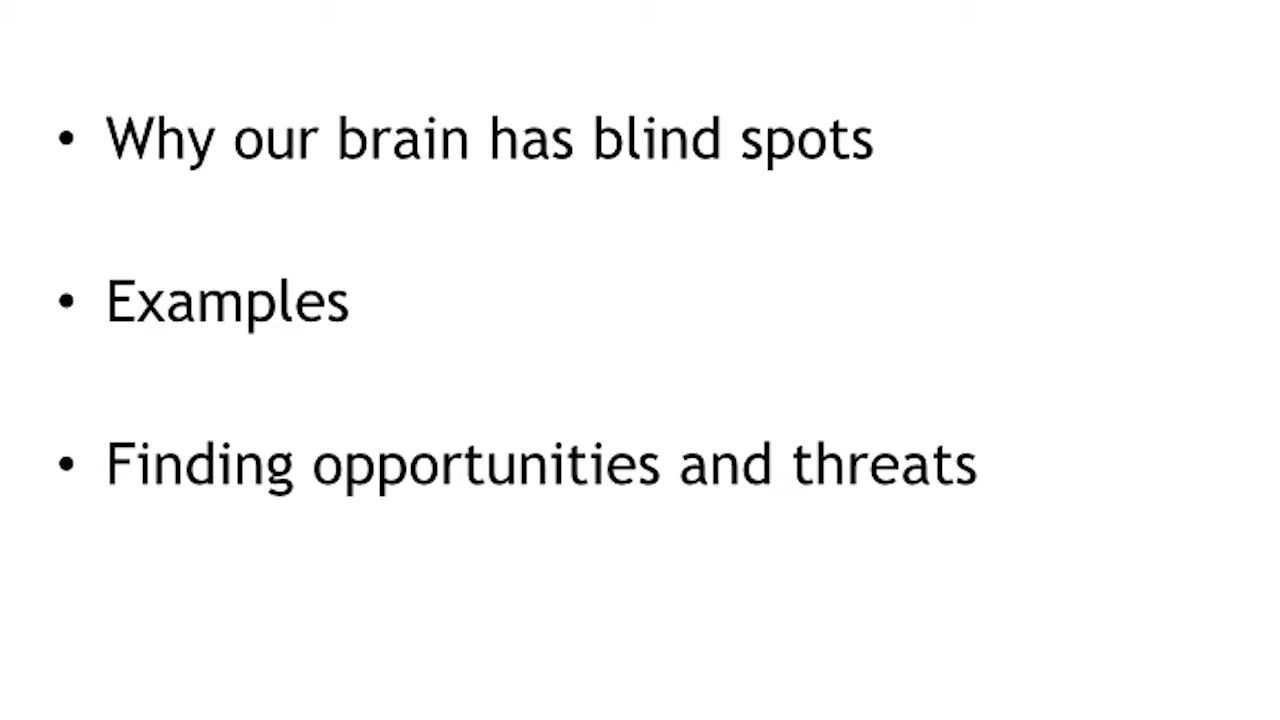 • Why our brain has blind spots
• Examples
• Finding opportunities and threats